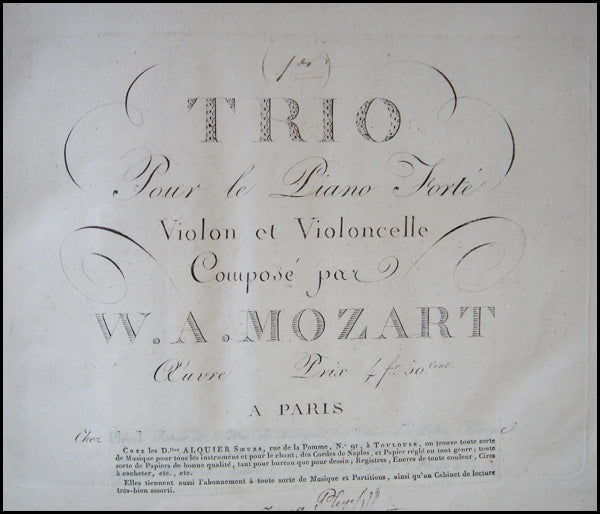 (1er)
TRIO
Pour le Piano Forté
Violon et Violoncelle
Composé par
W. A. MOZART
Œuvre Prix 4 fr 50 Cent.
A PARIS
Chez
CHEZ les D.lles ALQUIER SŒURS, rue de la Pomme, N.o 91, à TOULOUSE, on trouve toute sorte
de Musique pour tous les instrumens et pour le chant; des Cordes de Naples, et Papier réglé en tout genre; toute
sorte de Papiers de bonne qualité, tant pour bureau que pour dessin; Registres, Encres de toute couleur, Cires
à cacheter, etc., etc.
Elles tiennent aussi l'abonnement à toute sorte de Musique et Partitions, ainsi qu'un Cabinet de lecture
très-bien assorti.